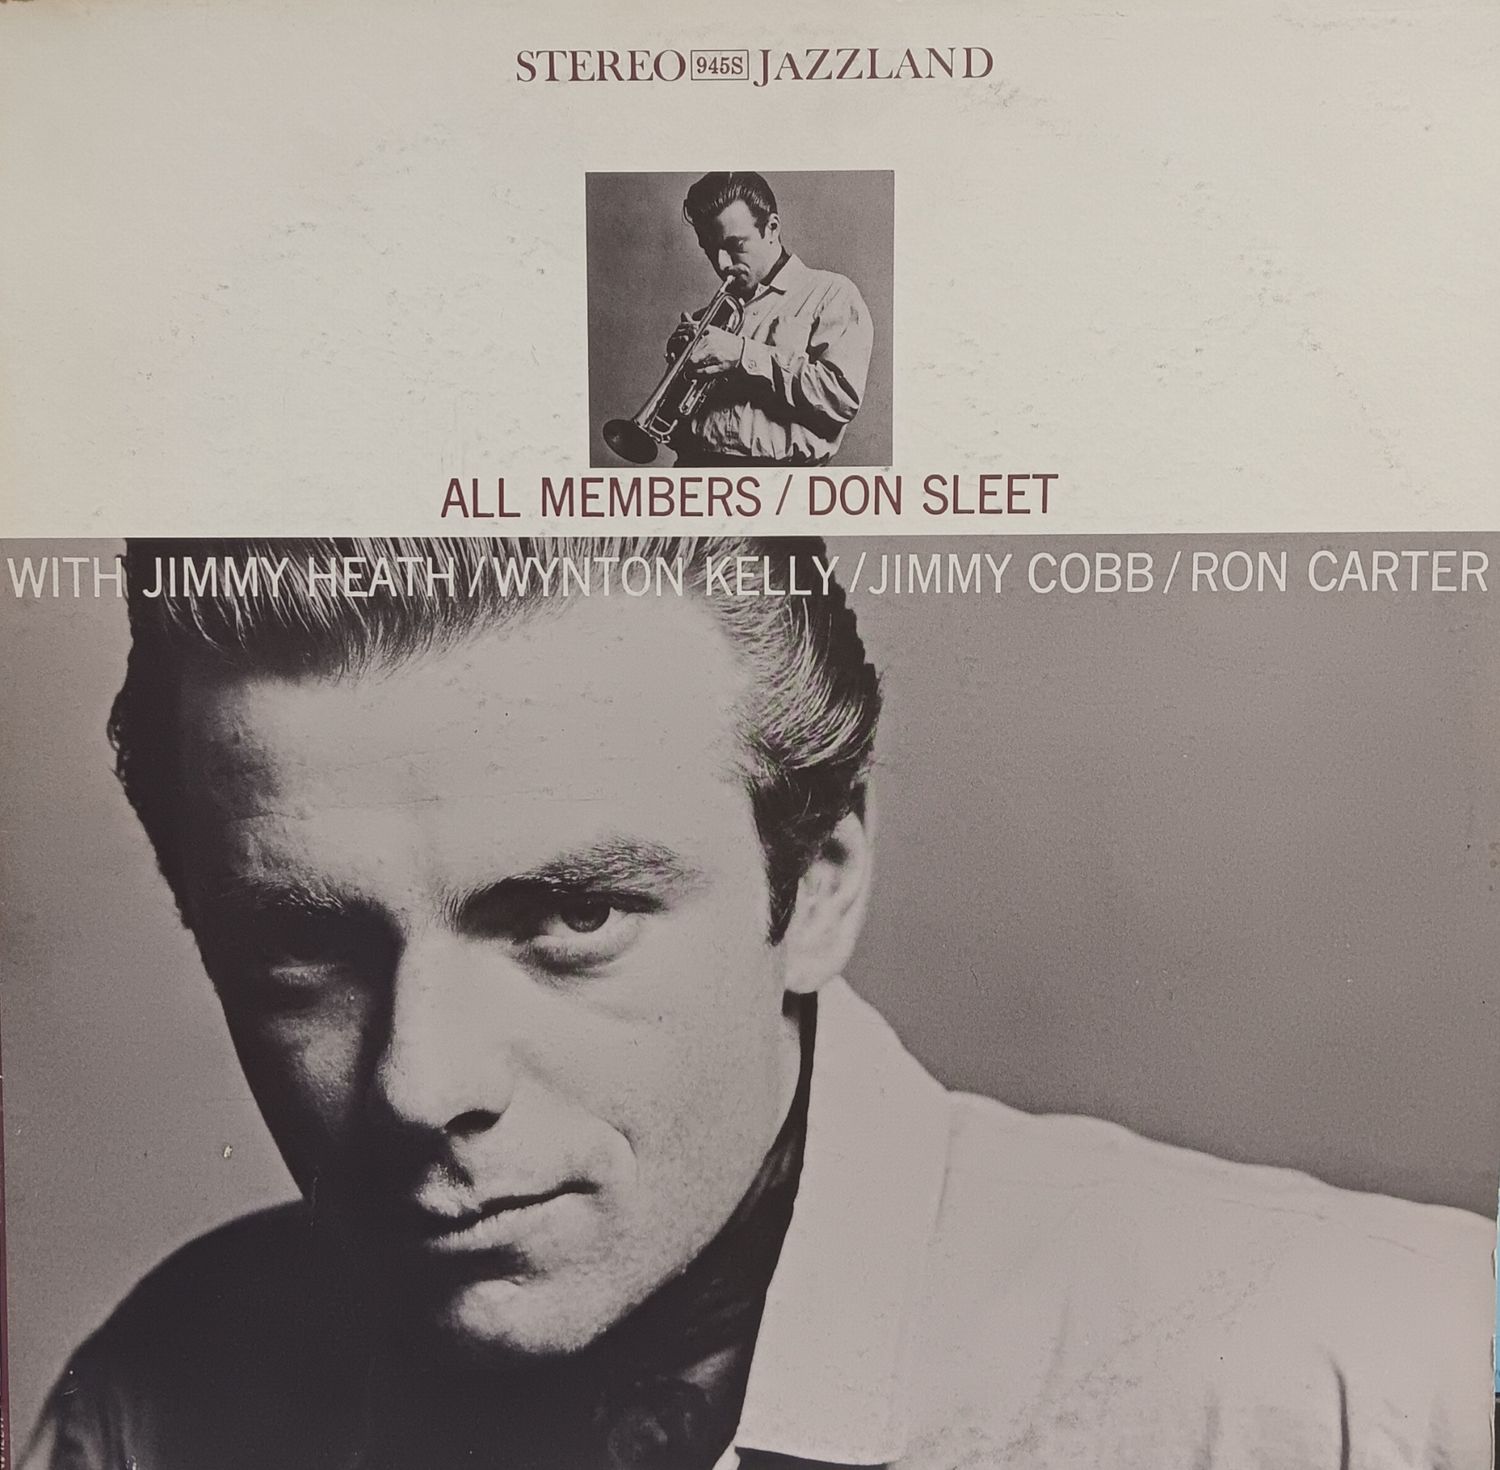 STEREO 945S JAZZLAND
ALL MEMBERS / DON SLEET
WITH JIMMY HEATH / WYNTON KELLY / JIMMY COBB / RON CARTER